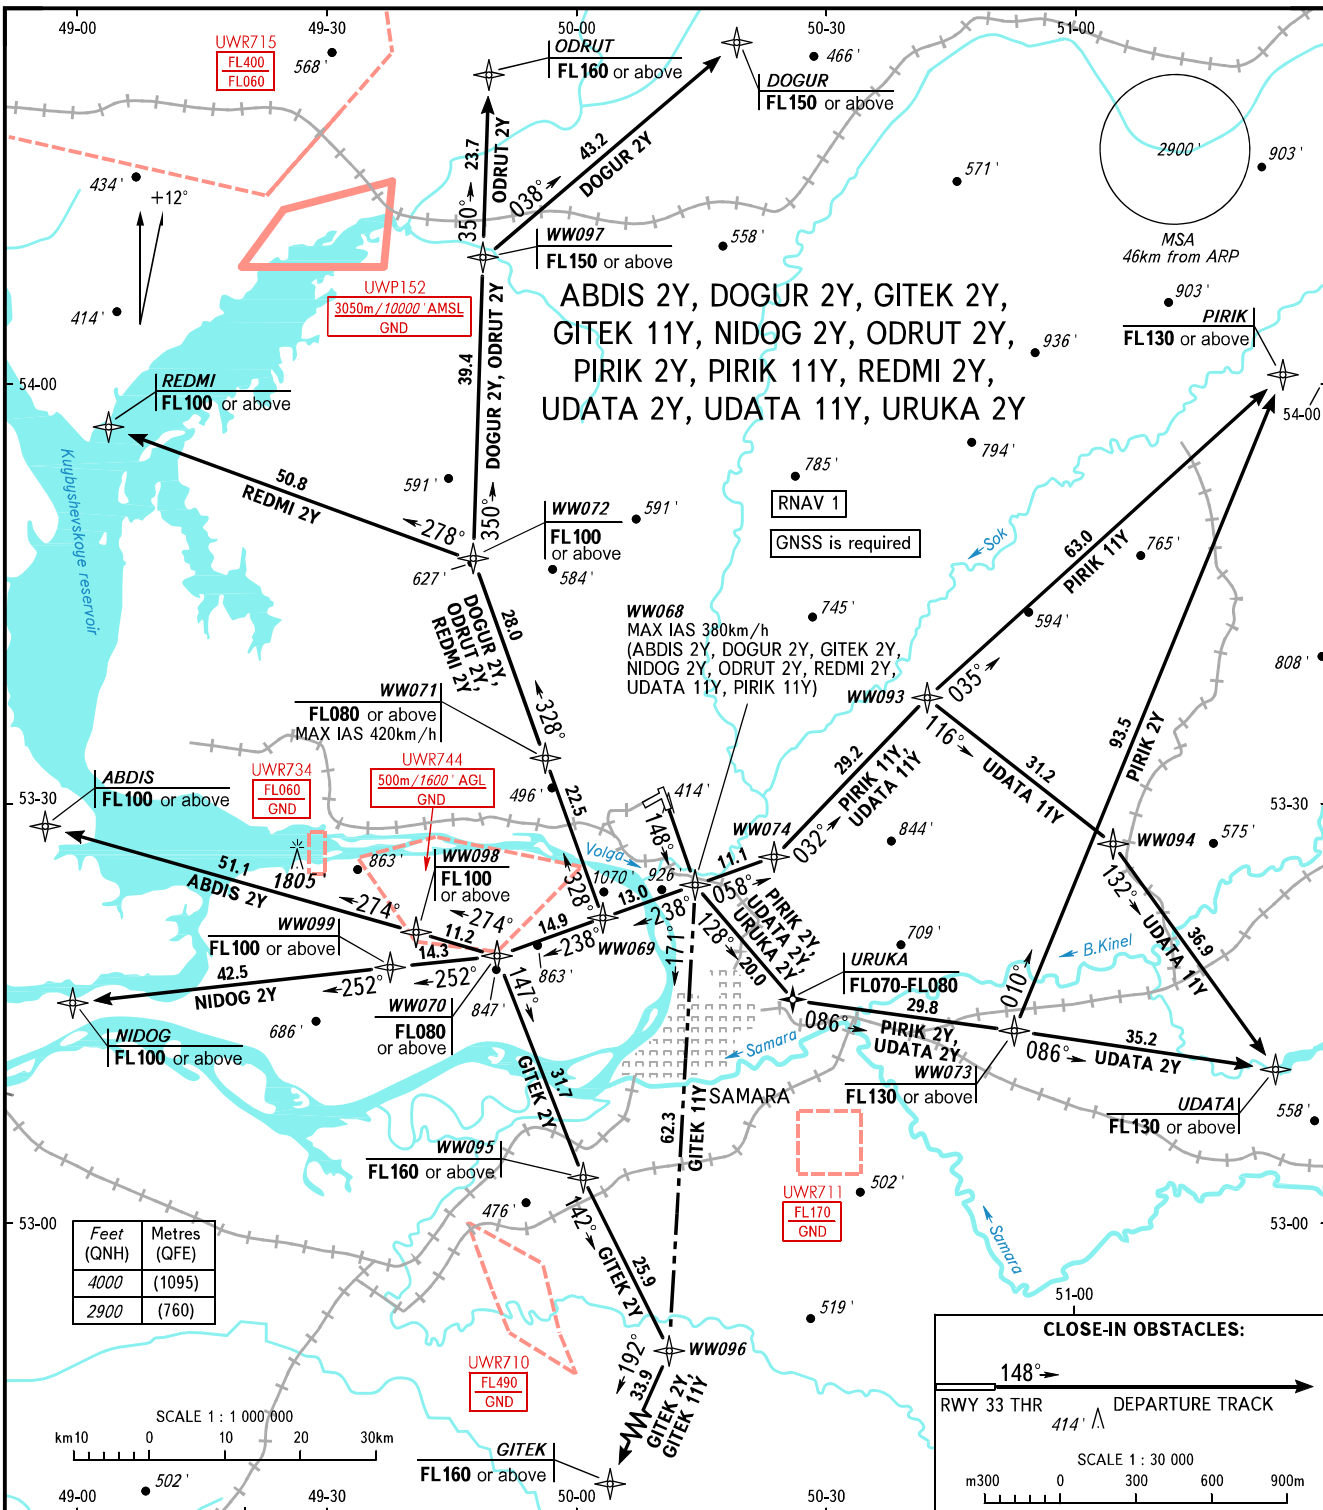 49-00
49-30
50-00
50-30
51-00
UWR715
FL400
FL060
568'
ODRUT
FL160 or above
466'
DOGUR
FL150 or above
2900'
903'
MSA
46km from ARP
434'
+12°
571'
23.7
ODRUT 2Y
350°
43.2
DOGUR 2Y
038°
558'
WW097
FL150 or above
UWP152
3050m/10000' AMSL
GND
414'
ABDIS 2Y, DOGUR 2Y, GITEK 2Y,
GITEK 11Y, NIDOG 2Y, ODRUT 2Y,
PIRIK 2Y, PIRIK 11Y, REDMI 2Y,
UDATA 2Y, UDATA 11Y, URUKA 2Y
903'
PIRIK
FL130 or above
936'
54-00
54-00
REDMI
FL100 or above
39.4
DOGUR 2Y, ODRUT 2Y
350°
794'
785'
Kuybyshevskoye reservoir
50.8
REDMI 2Y
278°
591'
WW072
FL100
or above
591'
RNAV 1
GNSS is required
Sok
63.0
PIRIK 11Y
765'
627'
584'
28.0
DOGUR 2Y,
ODRUT 2Y,
REDMI 2Y
745'
594'
WW068
MAX IAS 380km/h
(ABDIS 2Y, DOGUR 2Y, GITEK 2Y,
NIDOG 2Y, ODRUT 2Y, REDMI 2Y,
UDATA 11Y, PIRIK 11Y)
808'
WW093
035°
WW071
FL080 or above
MAX IAS 420km/h
328°
116°
31.2
UDATA 11Y
93.5
PIRIK 2Y
29.2
PIRIK 11Y,
UDATA 11Y
UWR734
FL060
GND
UWR744
500m/1600' AGL
GND
ABDIS
FL100 or above
53-30
53-30
496'
22.5
414'
148°
WW074
032°
844'
WW094
575'
Volga
1805'
863'
WW098
FL100
or above
1070'
926'
11.1
058°
51.1
ABDIS 2Y
274°
11.2
274°
328°
13.0
238°
14.9
238°
WW069
PIRIK 2Y,
UDATA 2Y,
URUKA 2Y
128°
20.0
132°
UDATA 11Y
36.9
WW099
FL100 or above
14.3
252°
42.5
NIDOG 2Y
252°
863'
709'
B.Kinel
URUKA
FL070-FL080
010°
NIDOG
FL100 or above
686'
WW070
FL080
or above
847'
147°
171°
29.8
086°
PIRIK 2Y,
UDATA 2Y
Samara
SAMARA
35.2
086°
UDATA 2Y
WW073
FL130 or above
UDATA
FL130 or above
558'
31.7
GITEK 2Y
62.3
GITEK 11Y
WW095
FL160 or above
UWR711
FL170
GND
502'
476'
142°
GITEK 2Y
25.9
53-00
53-00
Samara
Feet
(QNH)
Metres
(QFE)
4000
(1095)
2900
(760)
519'
51-00
UWR710
FL490
GND
WW096
192°
33.9
GITEK 2Y,
GITEK 11Y
GITEK
FL160 or above
SCALE 1 : 1 000 000
km10 0 10 20 30km
502'
49-00
49-30
50-00
50-30
CLOSE-IN OBSTACLES:
148°
RWY 33 THR
DEPARTURE TRACK
414'
SCALE 1 : 30 000
m300 0 300 600 900m